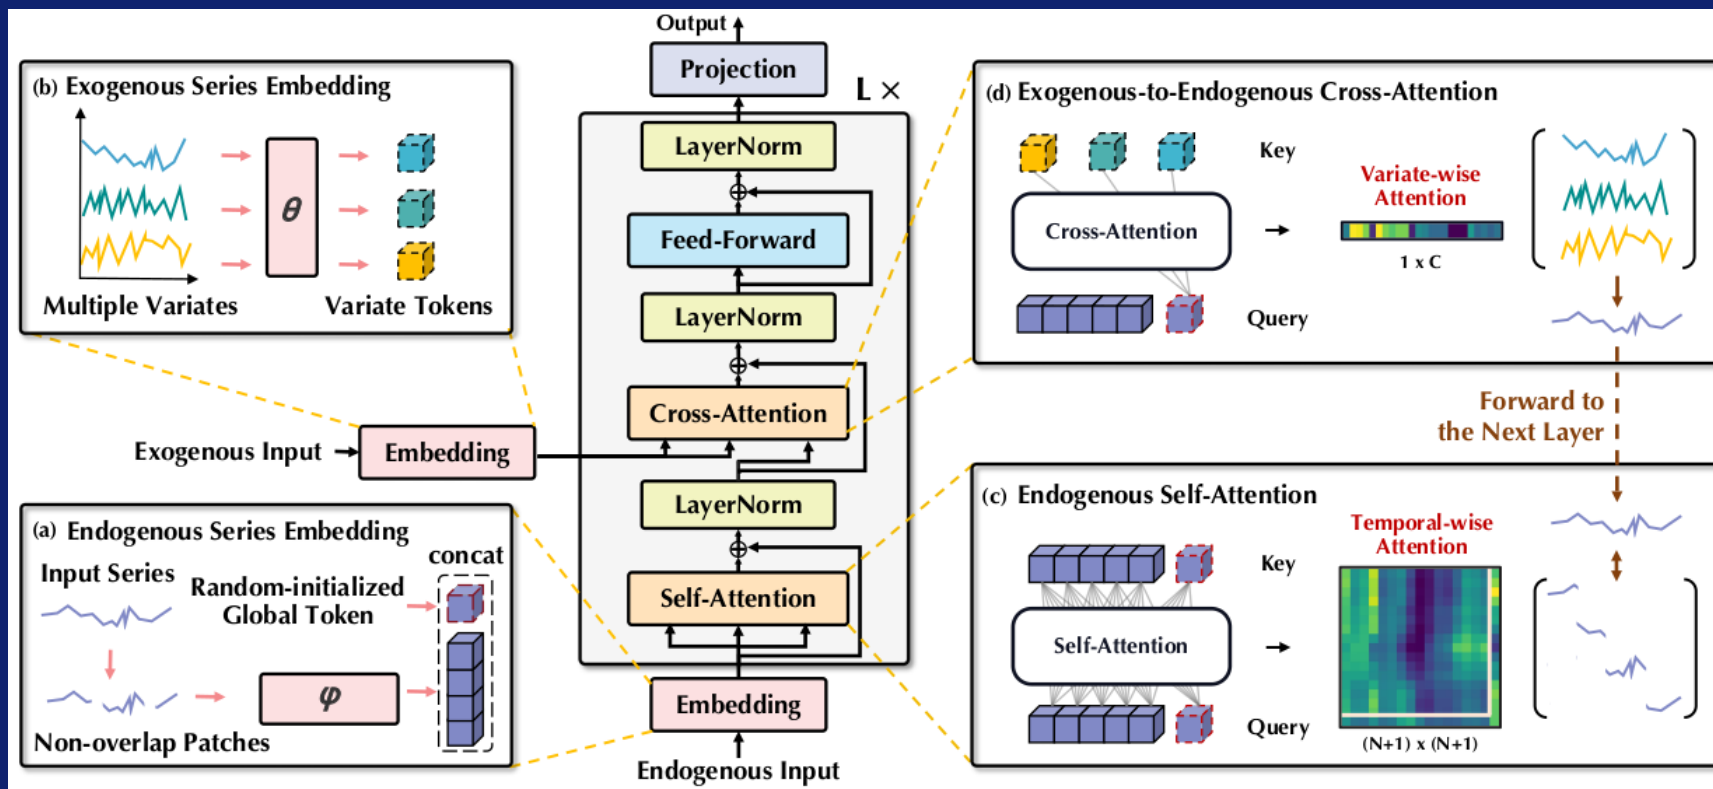 Output
Projection
L ×
LayerNorm
Feed-Forward
LayerNorm
Cross-Attention
LayerNorm
Self-Attention
Embedding
Endogenous Input
Exogenous Input
Embedding
(b) Exogenous Series Embedding
θ
Multiple Variates
Variate Tokens
(a) Endogenous Series Embedding
concat
Input Series
Random-initialized
Global Token
φ
Non-overlap Patches
(d) Exogenous-to-Endogenous Cross-Attention
Key
Variate-wise
Attention
Cross-Attention
1 x C
Query
Forward to
the Next Layer
(c) Endogenous Self-Attention
Temporal-wise
Attention
Key
Self-Attention
Query
(N+1) x (N+1)